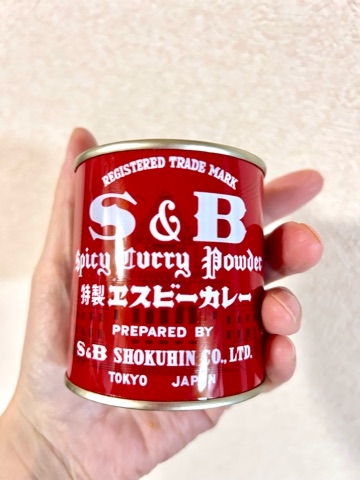 REGISTERED TRADE MARK
S & B
Spicy Curry Powder
特製 エスビーカレー
PREPARED BY
S&B SHOKUHIN CO., LTD.
TOKYO JAPAN